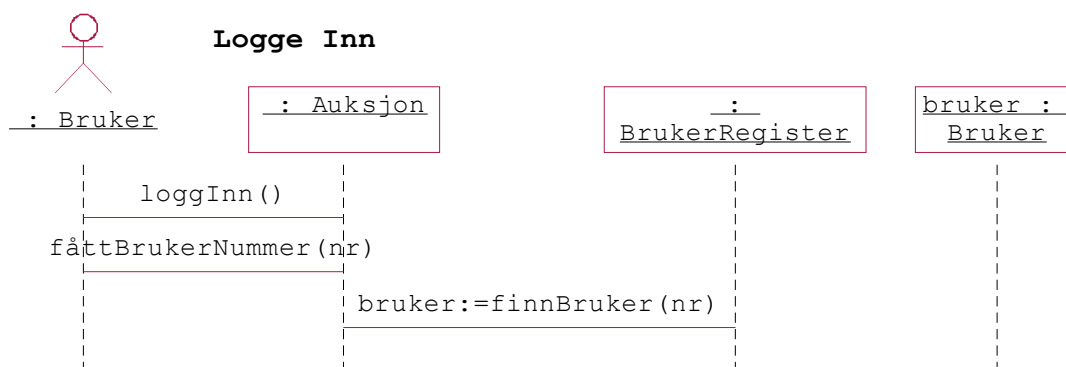 Logge Inn
: Bruker
: Auksjon
:
BrukerRegister
bruker :
Bruker
loggInn()
fåttBrukerNummer(nr)
bruker:=finnBruker(nr)